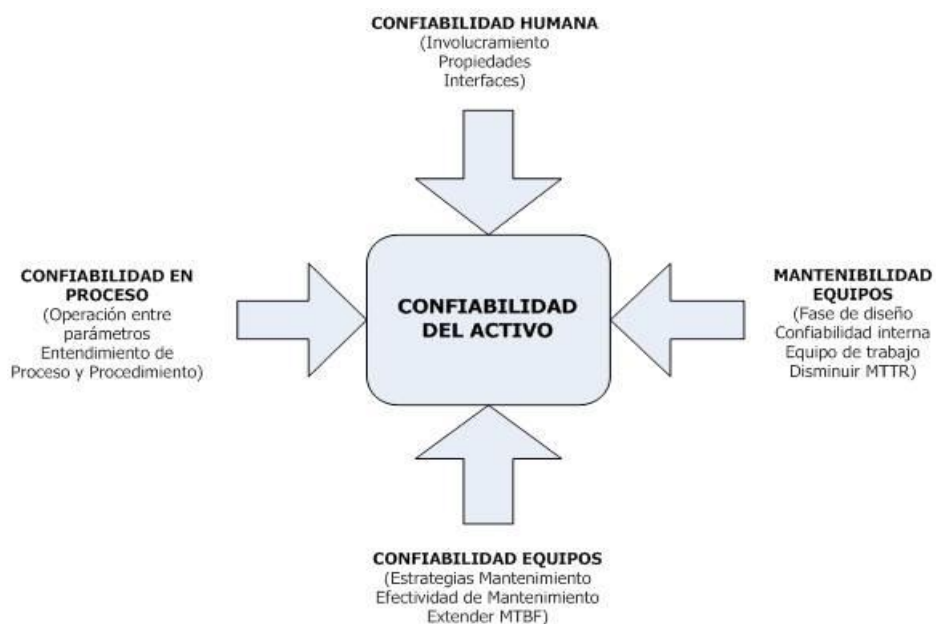 CONFIABILIDAD HUMANA
(Involucramiento
Propiedades
Interfaces)
CONFIABILIDAD EN
PROCESO
(Operación entre
parámetros
Entendimiento de
Proceso y Procedimiento)
CONFIABILIDAD
DEL ACTIVO
MANTENIBILIDAD
EQUIPOS
(Fase de diseño
Confiabilidad interna
Equipo de trabajo
Disminuir MTTR)
CONFIABILIDAD EQUIPOS
(Estrategias Mantenimiento
Efectividad de Mantenimiento
Extender MTBF)